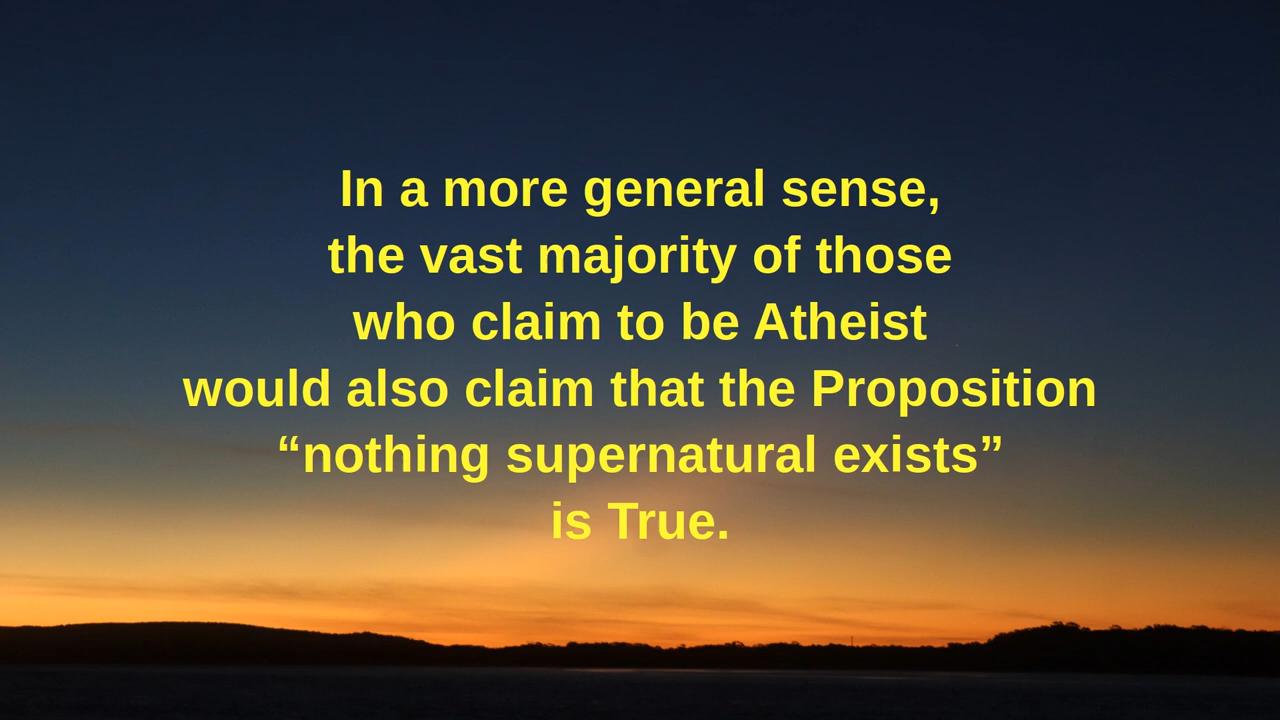 In a more general sense,
the vast majority of those
who claim to be Atheist
would also claim that the Proposition
“nothing supernatural exists”
is True.